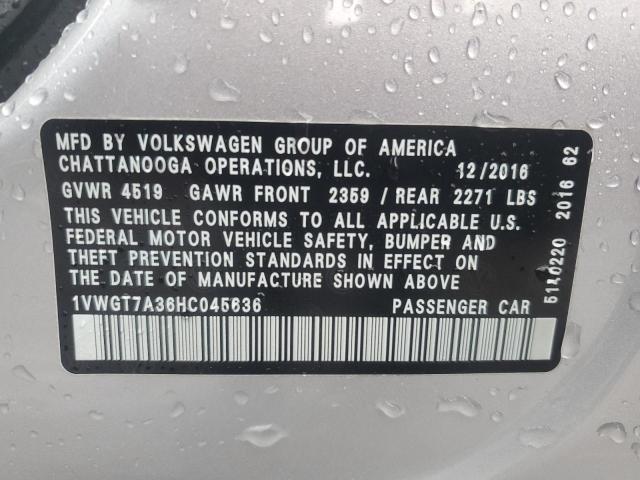 MFD BY VOLKSWAGEN GROUP OF AMERICA
CHATTANOOGA OPERATIONS, LLC. 12/2016
GVWR 4519 GAWR FRONT 2359 / REAR 2271 LBS
THIS VEHICLE CONFORMS TO ALL APPLICABLE U.S.
FEDERAL MOTOR VEHICLE SAFETY, BUMPER AND
THEFT PREVENTION STANDARDS IN EFFECT ON
THE DATE OF MANUFACTURE SHOWN ABOVE
1VWGT7A36HC045636 PASSENGER CAR
5140220 2016 62